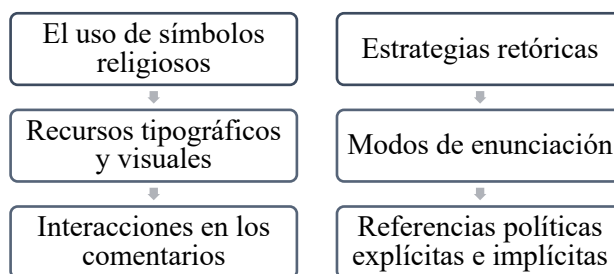 El uso de símbolos
religiosos
Recursos tipográficos
y visuales
Interacciones en los
comentarios
Estrategias retóricas
Modos de enunciación
Referencias políticas
explícitas e implícitas